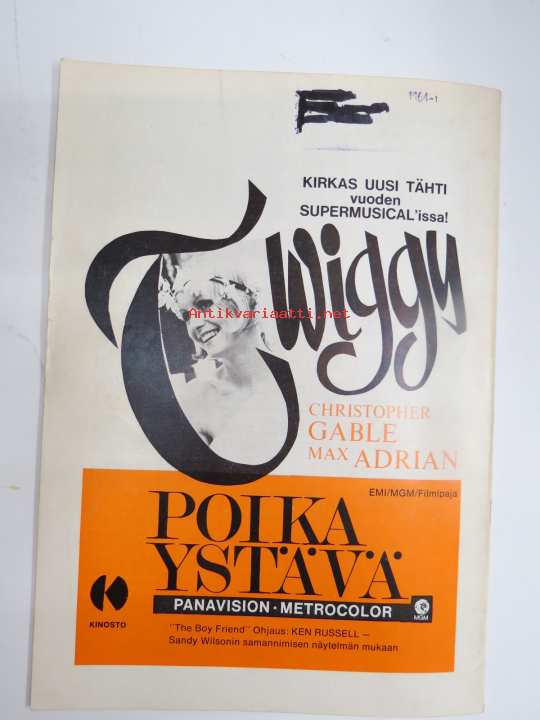 1961-1
KIRKAS UUSI TÄHTI
vuoden
SUPERMUSICAL'issa!
Twiggy
Antikvariaatti.net
CHRISTOPHER
GABLE
MAX ADRIAN
EMI/MGM/Filmipaja
POIKA
YSTÄVÄ
PANAVISION · METROCOLOR
MGM
KINOSTO
"The Boy Friend" Ohjaus: KEN RUSSELL —
Sandy Wilsonin samannimisen näytelmän mukaan